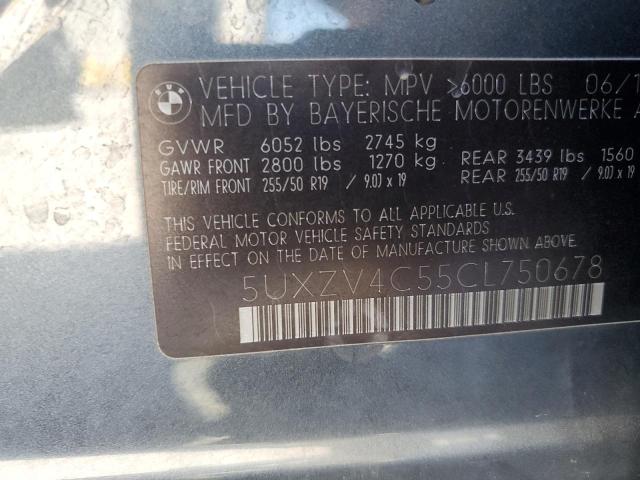 BMW
VEHICLE TYPE: MPV >6000 LBS 06/1
MFD BY BAYERISCHE MOTORENWERKE A
GVWR 6052 lbs 2745 kg
GAWR FRONT 2800 lbs 1270 kg REAR 3439 lbs 1560
TIRE/RIM FRONT 255/50 R19 / 9.0J x 19 REAR 255/50 R19 / 9.0J x 19
THIS VEHICLE CONFORMS TO ALL APPLICABLE U.S.
FEDERAL MOTOR VEHICLE SAFETY STANDARDS
IN EFFECT ON THE DATE OF MANUFACTURE SHOWN ABOVE.
5UXZV4C55CL750678